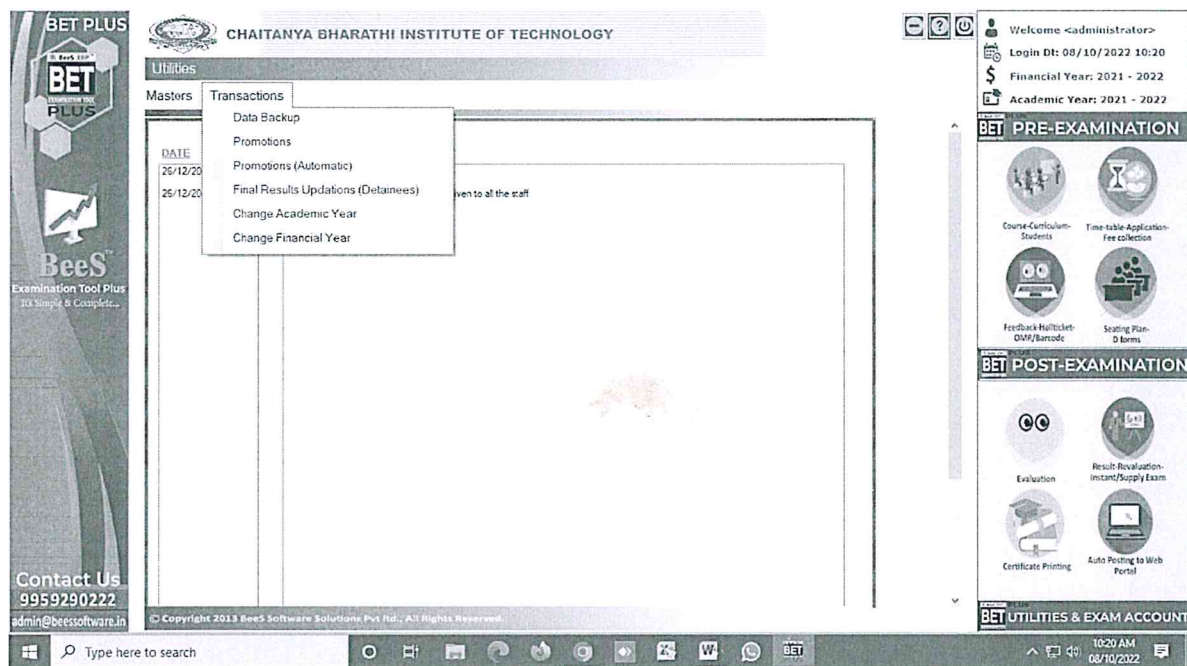 BET PLUS
BeeS ERP
BET
EXAMINATION TOOL
PLUS
BeeS™
Examination Tool Plus
It's Simple & Complete...
Contact Us
9959290222
admin@beessoftware.in
CHAITANYA BHARATHI INSTITUTE OF TECHNOLOGY
Utilities
Masters Transactions
Data Backup
Promotions
Promotions (Automatic)
Final Results Updations (Detainees)
Change Academic Year
Change Financial Year
DATE
26/12/20
26/12/20
iven to all the staff
© Copyright 2013 BeeS Software Solutions Pvt ltd., All Rights Reserved.
Welcome <administrator>
Login Dt: 08/10/2022 10:20
Financial Year: 2021 - 2022
Academic Year: 2021 - 2022
BET PRE-EXAMINATION
Course-Curriculum-
Students
Time-table-Application-
Fee collection
Feedback-Hallticket-
OMR/Barcode
Seating Plan-
D forms
BET POST-EXAMINATION
Evaluation
Result-Revaluation-
Instant/Supply Exam
Certificate Printing
Auto Posting to Web
Portal
BET UTILITIES & EXAM ACCOUNT
Type here to search
BET
10:20 AM
08/10/2022